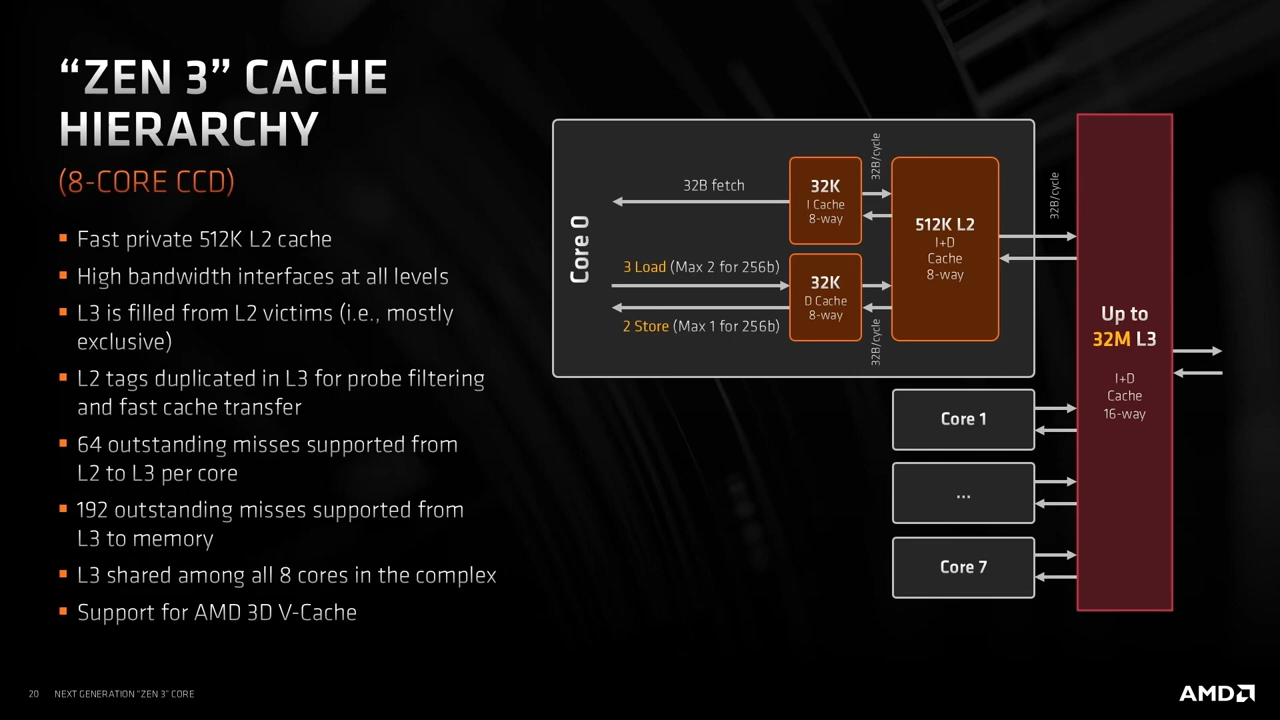 “ZEN 3” CACHE
HIERARCHY
(8-CORE CCD)
▪ Fast private 512K L2 cache
▪ High bandwidth interfaces at all levels
▪ L3 is filled from L2 victims (i.e., mostly
exclusive)
▪ L2 tags duplicated in L3 for probe filtering
and fast cache transfer
▪ 64 outstanding misses supported from
L2 to L3 per core
▪ 192 outstanding misses supported from
L3 to memory
▪ L3 shared among all 8 cores in the complex
▪ Support for AMD 3D V-Cache
Core 0
32B fetch
3 Load (Max 2 for 256b)
2 Store (Max 1 for 256b)
32K
I Cache
8-way
32K
D Cache
8-way
32B/cycle
32B/cycle
512K L2
I+D
Cache
8-way
32B/cycle
Core 1
...
Core 7
Up to
32M L3
I+D
Cache
16-way
20 NEXT GENERATION “ZEN 3” CORE
AMD